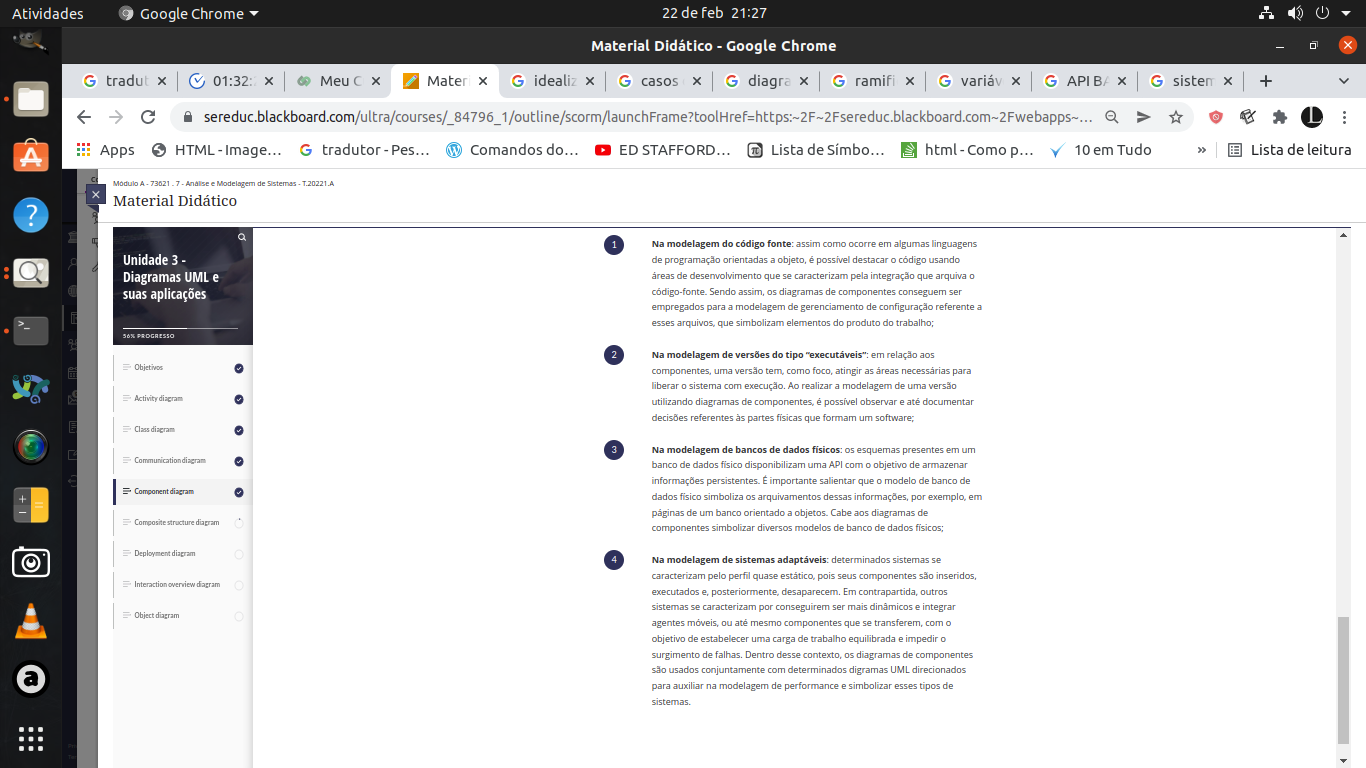 Atividades
Google Chrome
22 de feb 21:27
Material Didático - Google Chrome
tradut
01:32:
Meu C
Materi
idealiz
casos
diagra
ramifi
variáv
API BA
sistem
sereduc.blackboard.com/ultra/courses/_84796_1/outline/scorm/launchFrame?toolHref=https:~2F~2Fsereduc.blackboard.com~2Fwebapps~...
Apps
HTML - Image...
tradutor - Pes...
Comandos do...
ED STAFFORD...
Lista de Símbo...
html - Como p...
10 em Tudo
»
Lista de leitura
Módulo A - 73621 . 7 - Análise e Modelagem de Sistemas - T.20221.A
Material Didático
Unidade 3 -
Diagramas UML e
suas aplicações
56% PROGRESSO
Objetivos
Activity diagram
Class diagram
Communication diagram
Component diagram
Composite structure diagram
Deployment diagram
Interaction overview diagram
Object diagram
1
Na modelagem do código fonte: assim como ocorre em algumas linguagens
de programação orientadas a objeto, é possível destacar o código usando
áreas de desenvolvimento que se caracterizam pela integração que arquiva o
código-fonte. Sendo assim, os diagramas de componentes conseguem ser
empregados para a modelagem de gerenciamento de configuração referente a
esses arquivos, que simbolizam elementos do produto do trabalho;
2
Na modelagem de versões do tipo “executáveis”: em relação aos
componentes, uma versão tem, como foco, atingir as áreas necessárias para
liberar o sistema com execução. Ao realizar a modelagem de uma versão
utilizando diagramas de componentes, é possível observar e até documentar
decisões referentes às partes físicas que formam um software;
3
Na modelagem de bancos de dados físicos: os esquemas presentes em um
banco de dados físico disponibilizam uma API com o objetivo de armazenar
informações persistentes. É importante salientar que o modelo de banco de
dados físico simboliza os arquivamentos dessas informações, por exemplo, em
páginas de um banco orientado a objetos. Cabe aos diagramas de
componentes simbolizar diversos modelos de banco de dados físicos;
4
Na modelagem de sistemas adaptáveis: determinados sistemas se
caracterizam pelo perfil quase estático, pois seus componentes são inseridos,
executados e, posteriormente, desaparecem. Em contrapartida, outros
sistemas se caracterizam por conseguirem ser mais dinâmicos e integrar
agentes móveis, ou até mesmo componentes que se transferem, com o
objetivo de estabelecer uma carga de trabalho equilibrada e impedir o
surgimento de falhas. Dentro desse contexto, os diagramas de componentes
são usados conjuntamente com determinados digramas UML direcionados
para auxiliar na modelagem de performance e simbolizar esses tipos de
sistemas.